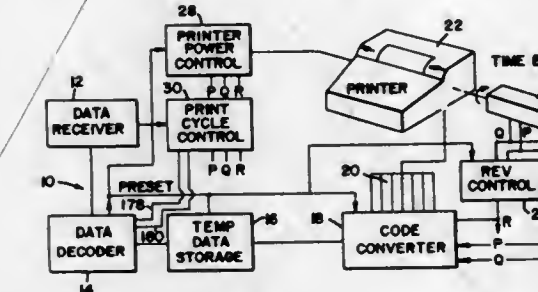 28
PRINTER
POWER
CONTROL
22
12
DATA
RECEIVER
30
P Q R
PRINT
CYCLE
CONTROL
P Q R
PRINTER
TIME
Q P
10
PRESET
178
180
20
REV
CONTROL
DATA
DECODER
14
16
TEMP
DATA
STORAGE
18
CODE
CONVERTER
R
P
Q